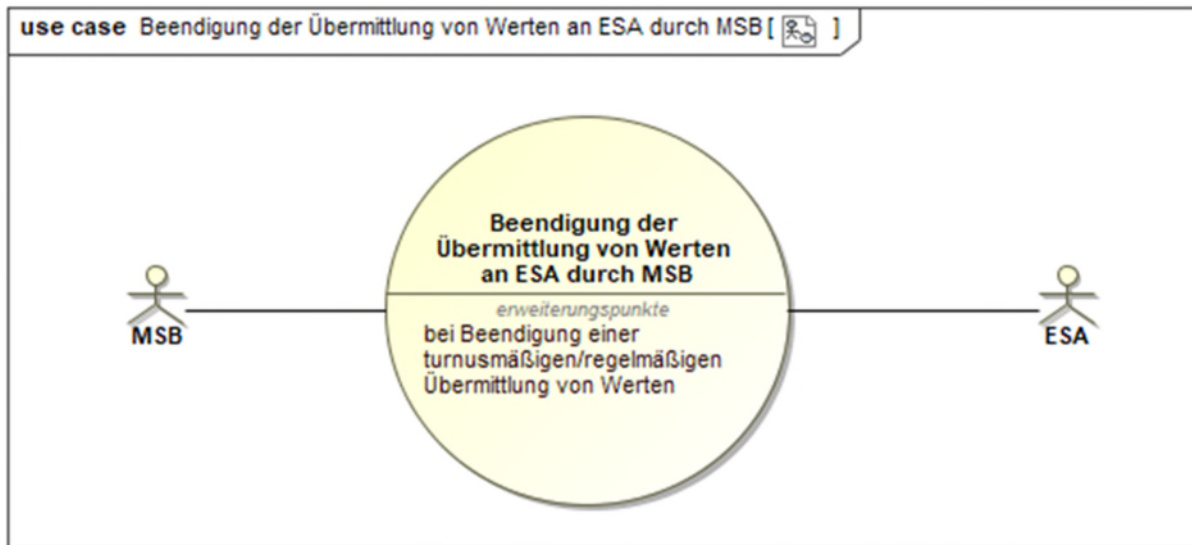 use case Beendigung der Übermittlung von Werten an ESA durch MSB [ ]
Beendigung der
Übermittlung von Werten
an ESA durch MSB
erweiterungspunkte
bei Beendigung einer
turnusmäßigen/regelmäßigen
Übermittlung von Werten
MSB
ESA